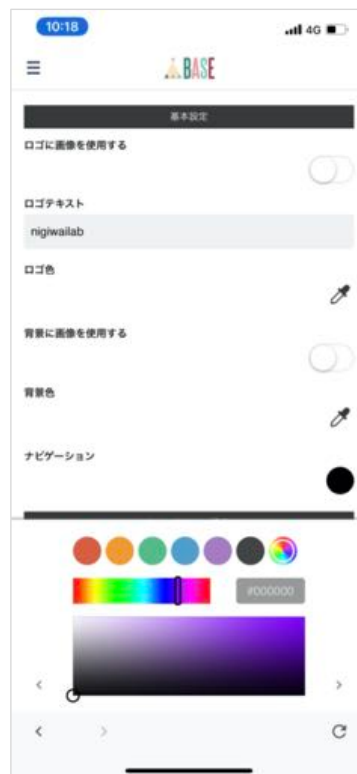 10:18
4G
BASE
基本設定
ロゴに画像を使用する
ロゴテキスト
nigiwailab
ロゴ色
背景に画像を使用する
背景色
ナビゲーション
#000000